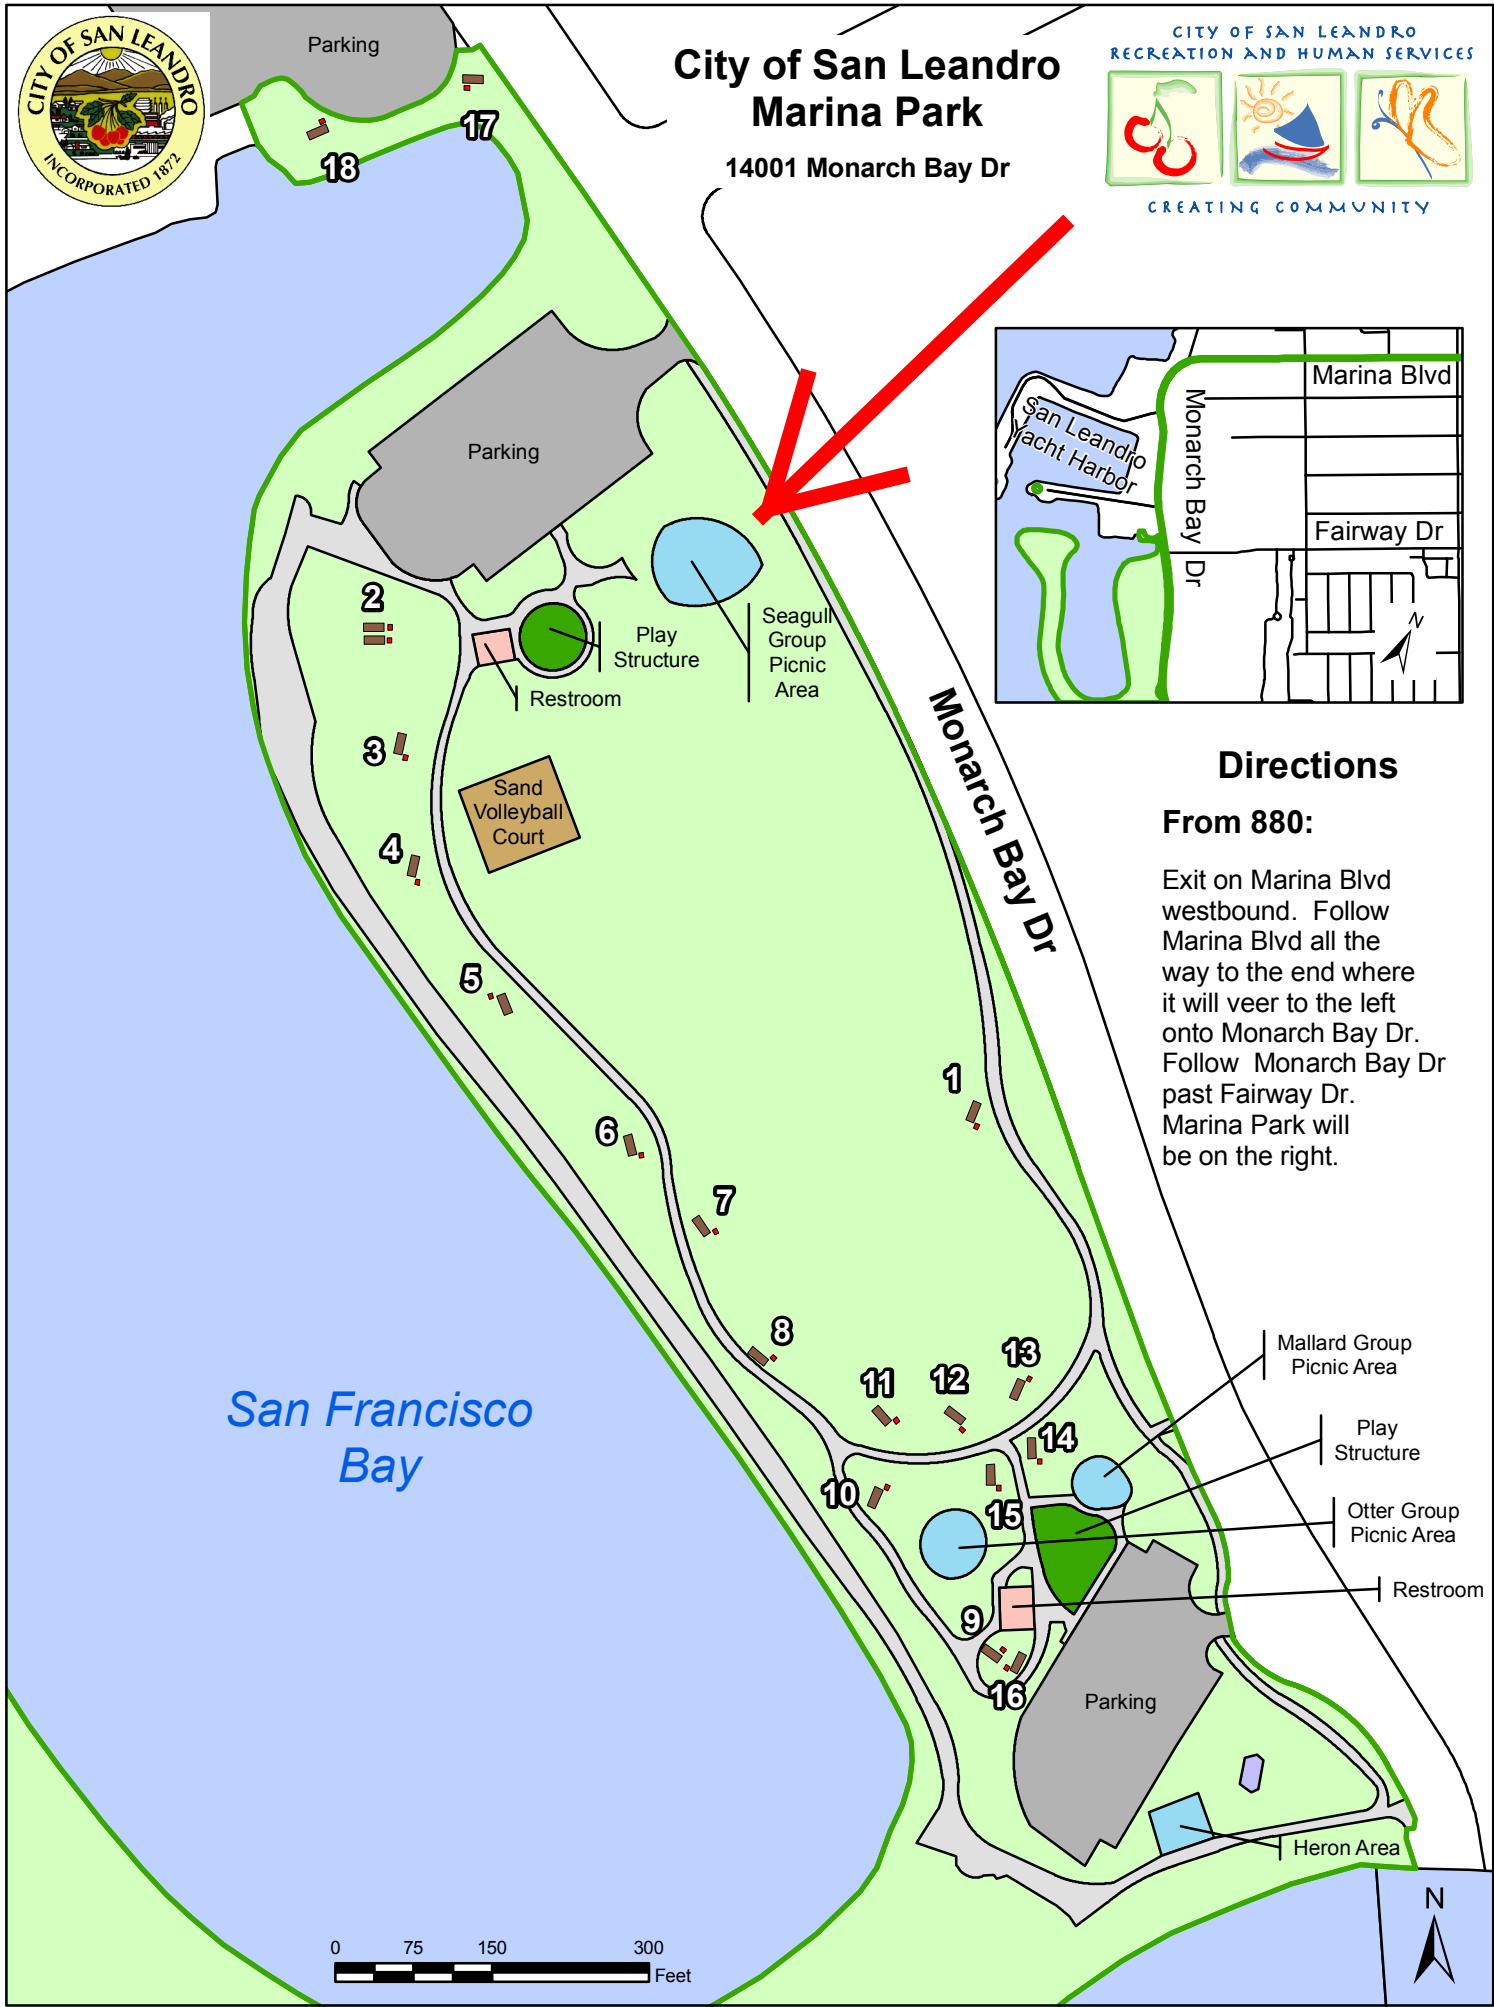 CITY OF SAN LEANDRO
INCORPORATED 1872
Parking
City of San Leandro
Marina Park
14001 Monarch Bay Dr
CITY OF SAN LEANDRO
RECREATION AND HUMAN SERVICES
CREATING COMMUNITY
17
18
Marina Blvd
Monarch Bay Dr
San Leandro
Yacht Harbor
Fairway Dr
N
Parking
2
Play
Structure
Restroom
Seagull
Group
Picnic
Area
Monarch Bay Dr
3
Sand
Volleyball
Court
4
5
1
6
7
8
Directions
From 880:
Exit on Marina Blvd
westbound. Follow
Marina Blvd all the
way to the end where
it will veer to the left
onto Monarch Bay Dr.
Follow Monarch Bay Dr
past Fairway Dr.
Marina Park will
be on the right.
13
11
12
14
10
15
9
16
Mallard Group
Picnic Area
Play
Structure
Otter Group
Picnic Area
Restroom
San Francisco
Bay
Parking
Heron Area
N
0 75 150 300
Feet